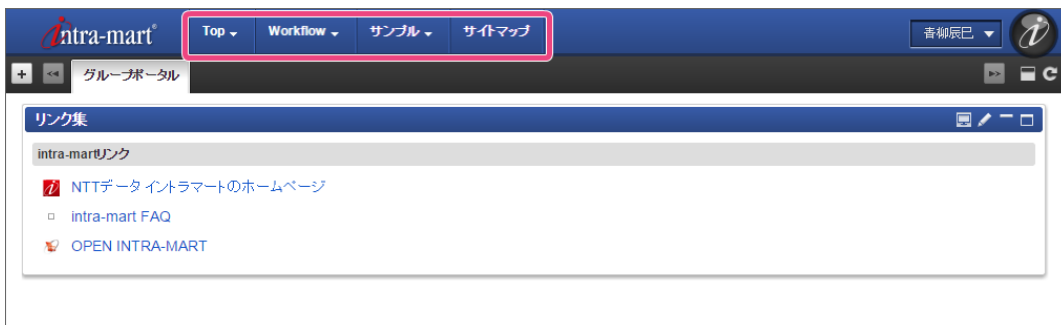 intra-mart® Top Workflow サンプル サイトマップ 青柳辰巳
グループポータル
リンク集
intra-martリンク
NTTデータ イントラマートのホームページ
intra-mart FAQ
OPEN INTRA-MART